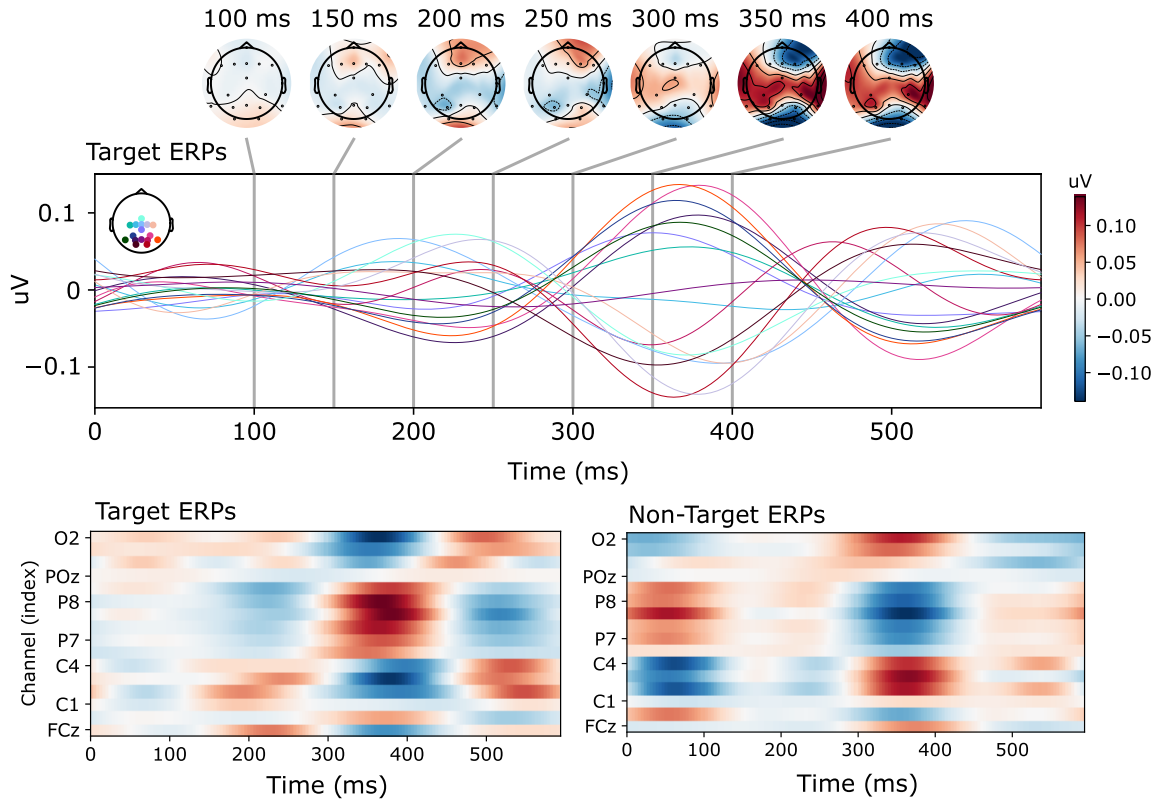 100 ms 150 ms 200 ms 250 ms 300 ms 350 ms 400 ms
Target ERPs
uV
0.1
0
−0.1
uV
0.10
0.05
0.00
−0.05
−0.10
0 100 200 300 400 500
Time (ms)
Target ERPs
Channel (index)
O2
POz
P8
P7
C4
C1
FCz
0 100 200 300 400 500
Time (ms)
Non-Target ERPs
O2
POz
P8
P7
C4
C1
FCz
0 100 200 300 400 500
Time (ms)